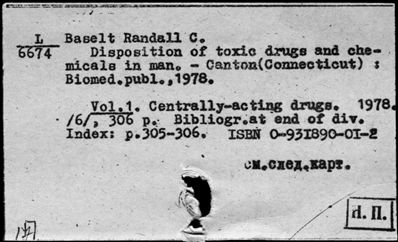 L Baselt Randall C.
6674 Disposition of toxic drugs and che-
micals in man. - Canton(Connecticut) :
Biomed.publ.,1978.
Vol.1. Centrally-acting drugs. 1978.
/6/, 306 p. Bibliogr.at end of div.
Index: p.305-306. ISBN 0-931890-01-2
см.след.карт.
И. П.